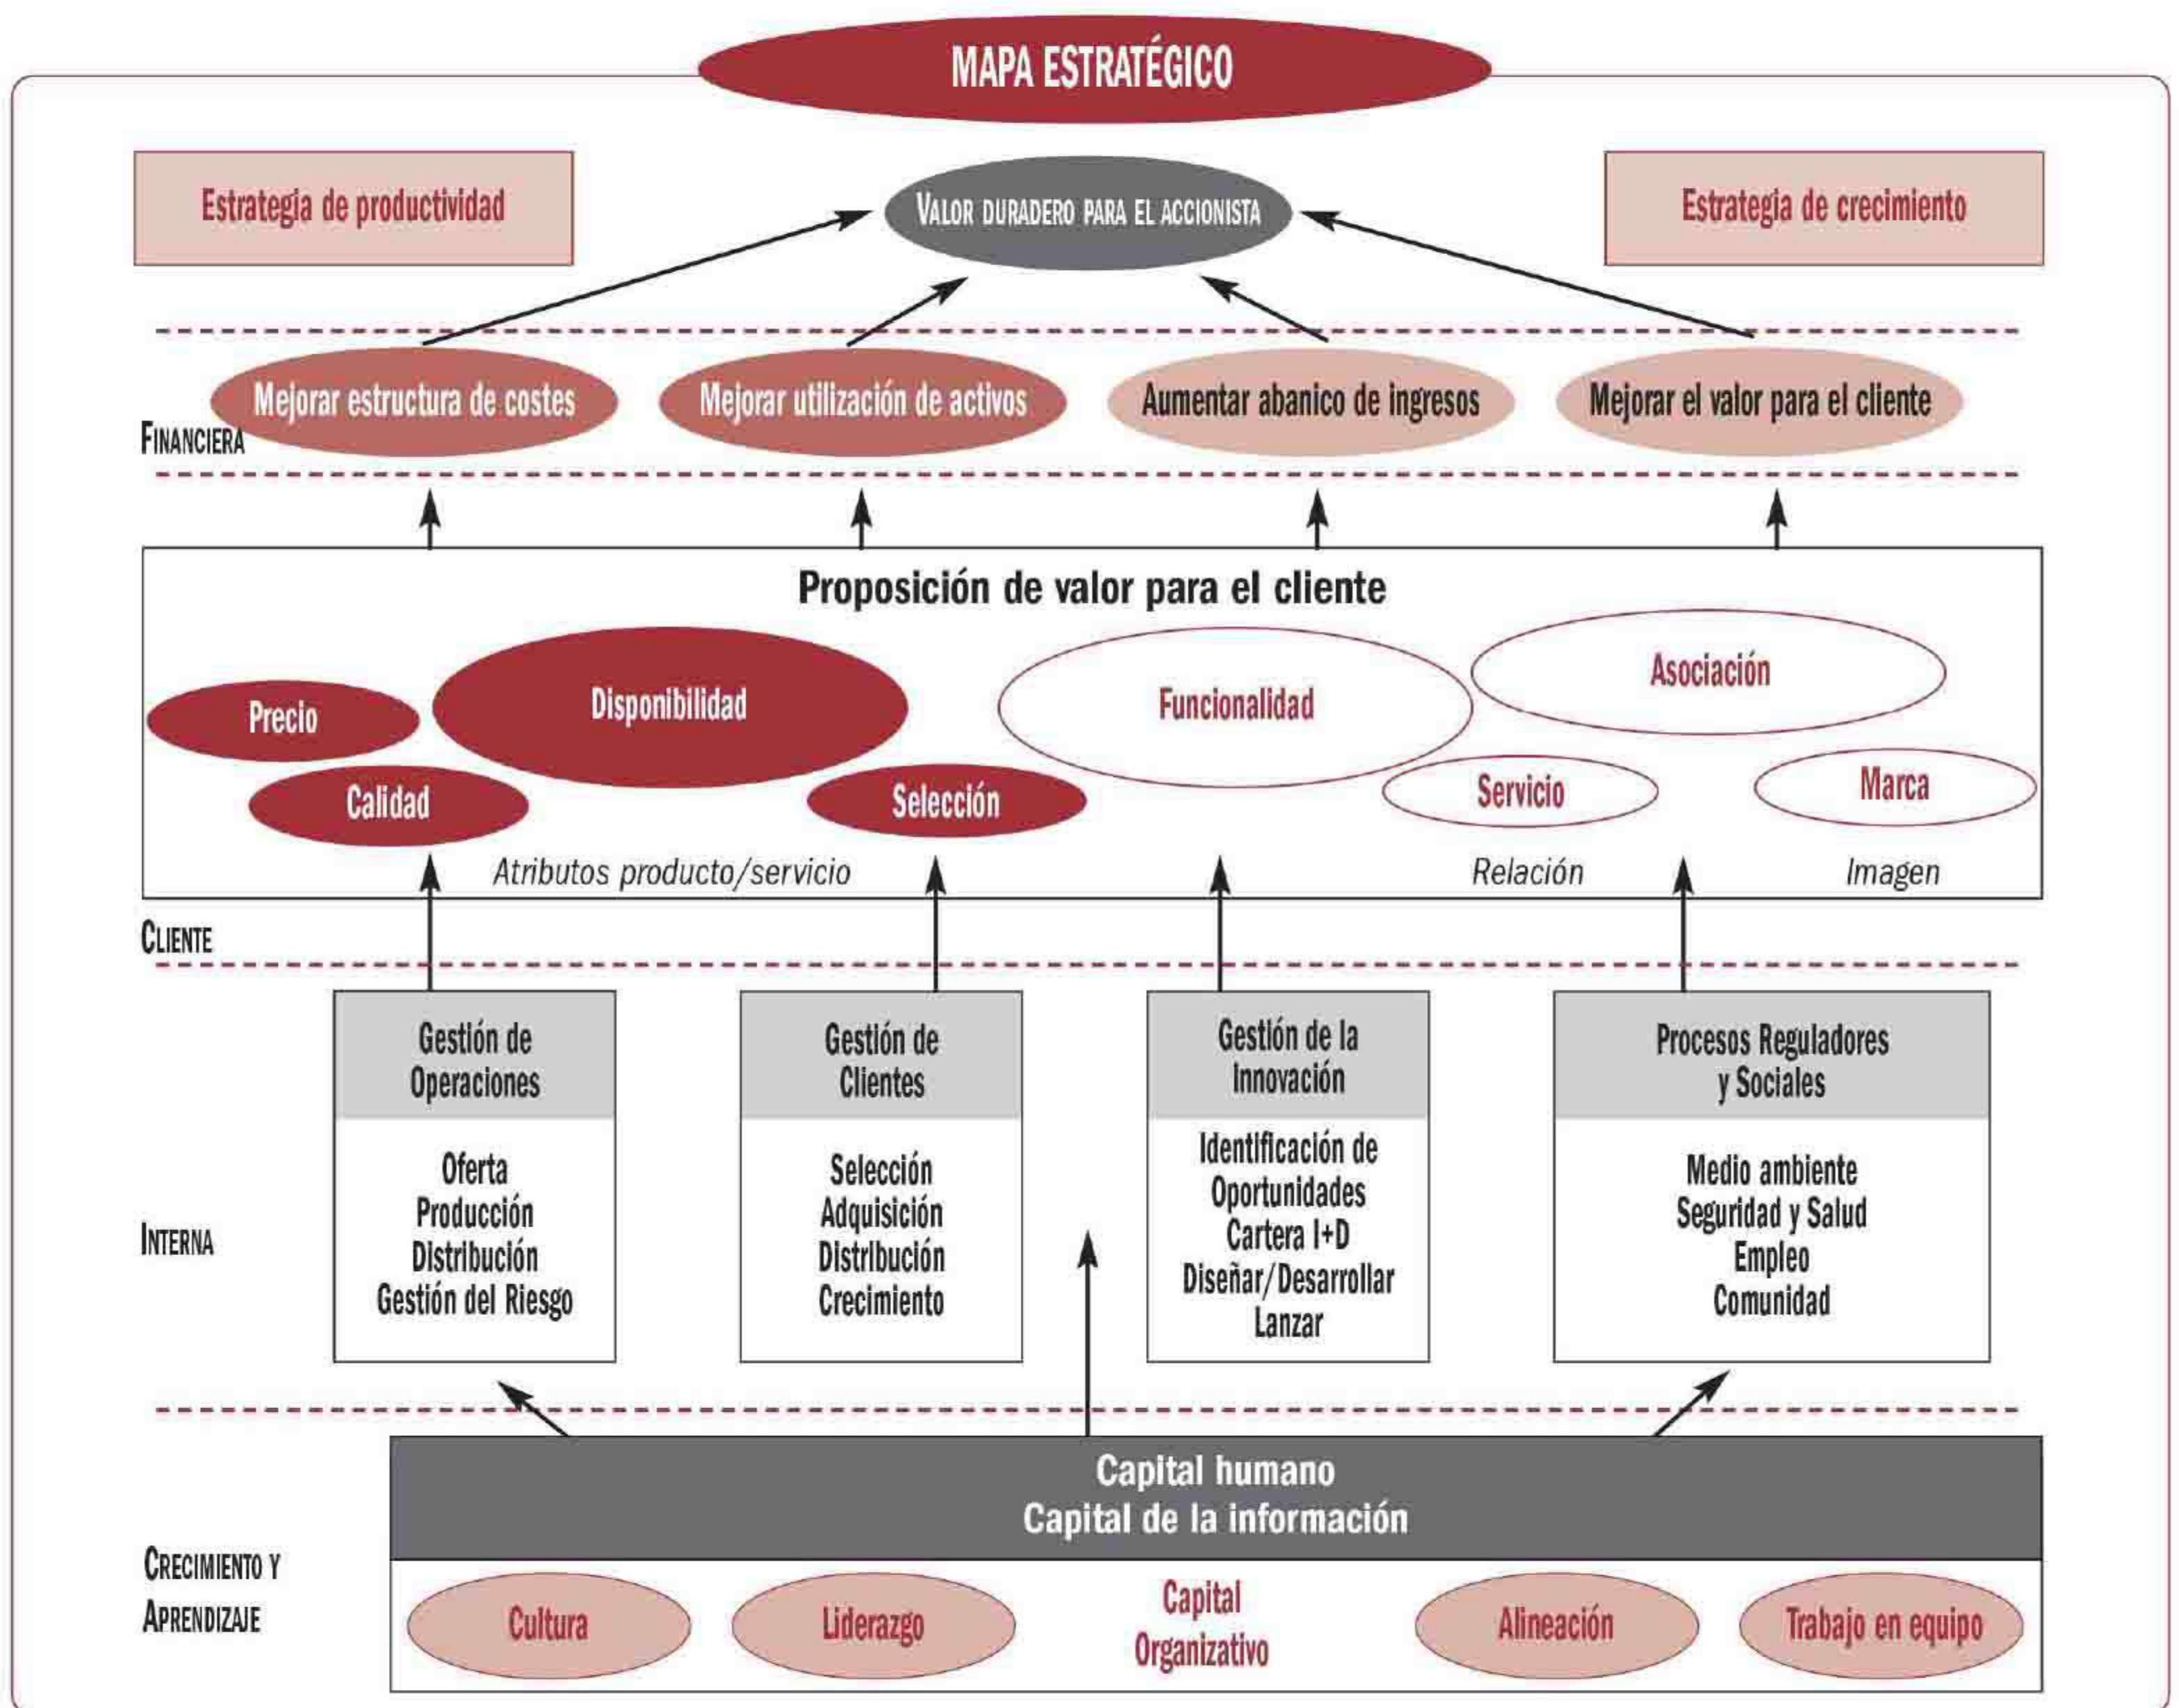 MAPA ESTRATÉGICO
Estrategia de productividad
VALOR DURADERO PARA EL ACCIONISTA
Estrategia de crecimiento
Mejorar estructura de costes
Mejorar utilización de activos
Aumentar abanico de ingresos
Mejorar el valor para el cliente
FINANCIERA
Proposición de valor para el cliente
Precio
Disponibilidad
Funcionalidad
Asociación
Calidad
Selección
Servicio
Marca
Atributos producto/servicio
Relación
Imagen
CLIENTE
Gestión de
Operaciones
Oferta
Producción
Distribución
Gestión del Riesgo
Gestión de
Clientes
Selección
Adquisición
Distribución
Crecimiento
Gestión de la
Innovación
Identificación de
Oportunidades
Cartera I+D
Diseñar/Desarrollar
Lanzar
Procesos Reguladores
y Sociales
Medio ambiente
Seguridad y Salud
Empleo
Comunidad
INTERNA
Capital humano
Capital de la información
CRECIMIENTO Y
APRENDIZAJE
Cultura
Liderazgo
Capital
Organizativo
Alineación
Trabajo en equipo